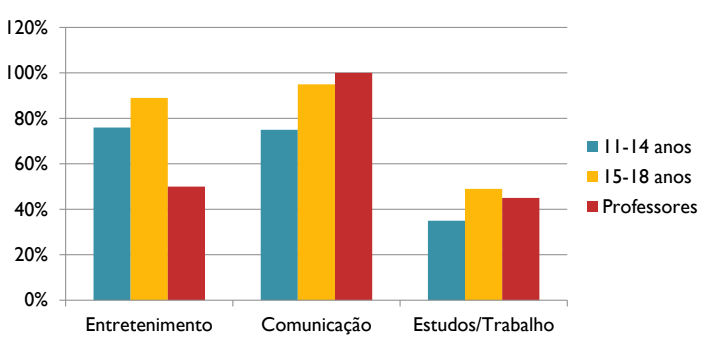 120%
100%
80%
60%
40%
20%
0%
Entretenimento
Comunicação
Estudos/Trabalho
11-14 anos
15-18 anos
Professores